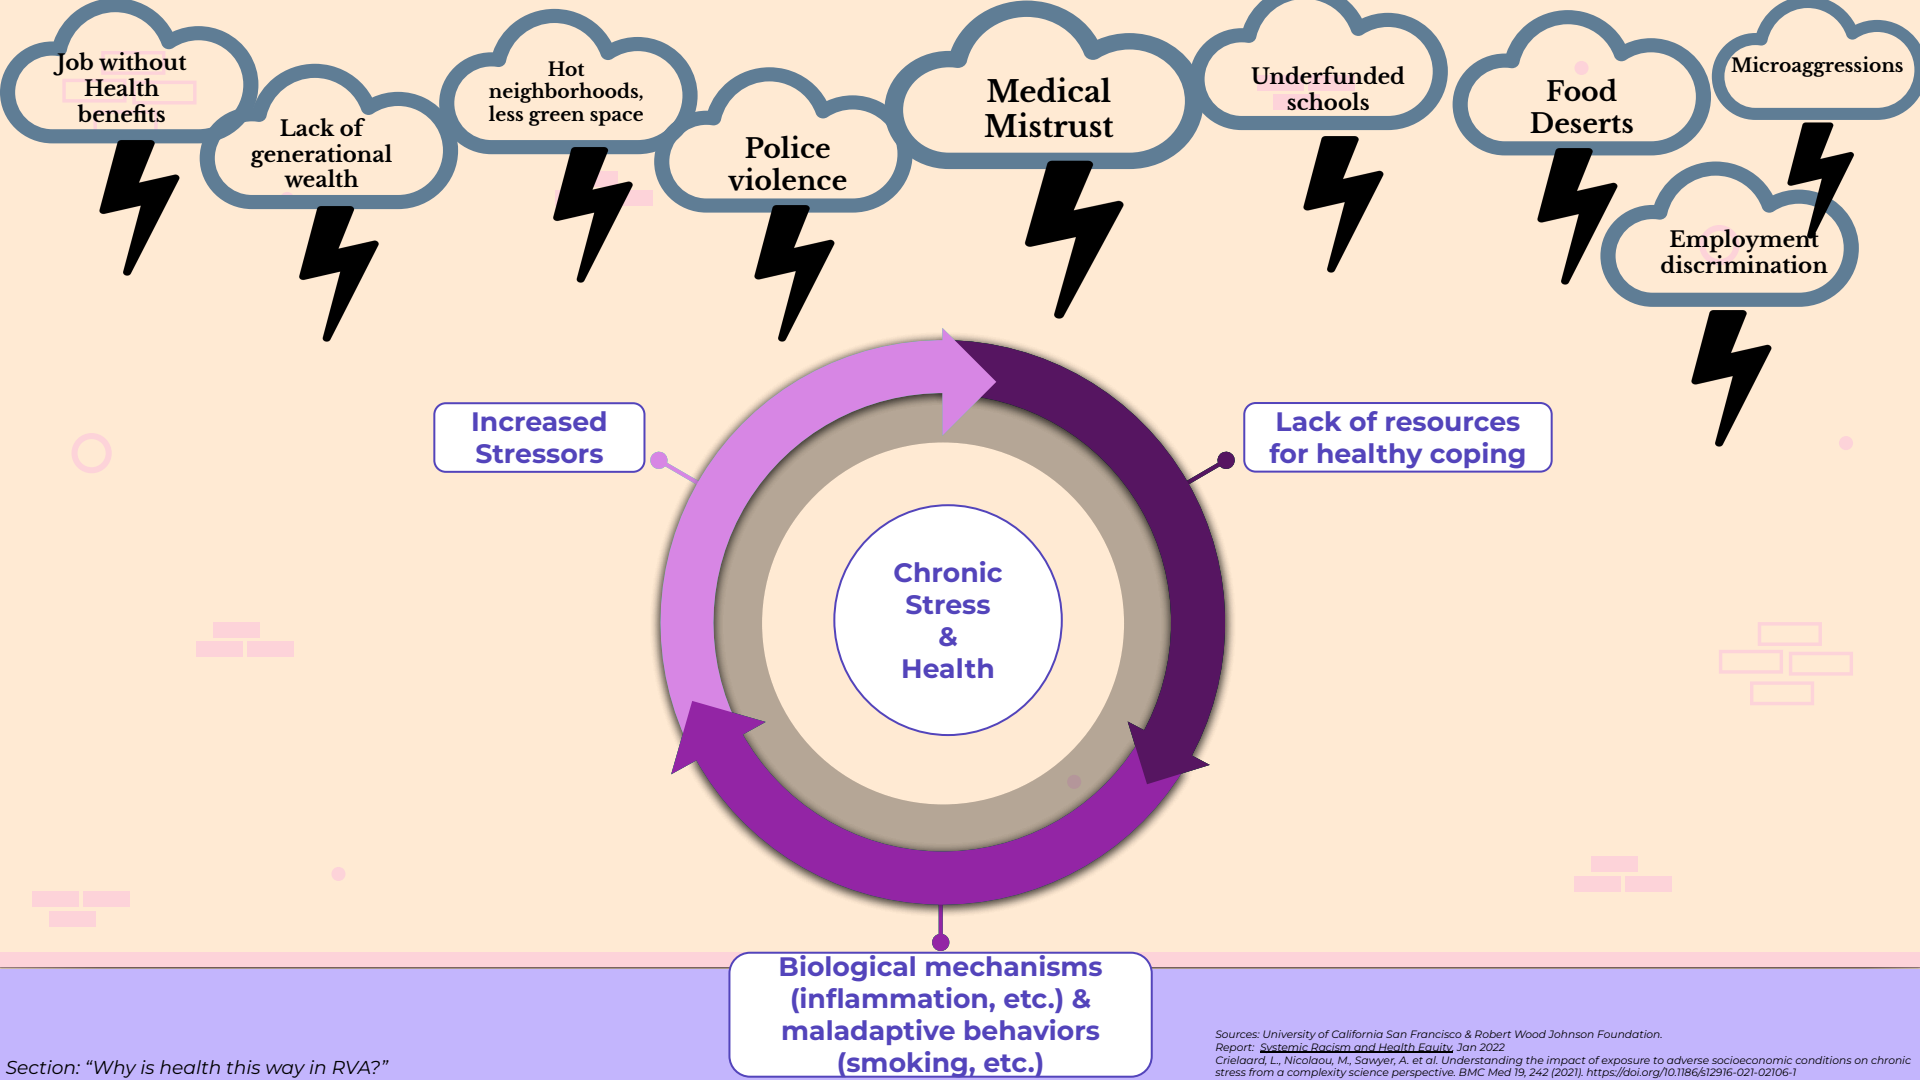 Job without
Health
benefits
Lack of
generational
wealth
Hot
neighborhoods,
less green space
Police
violence
Medical
Mistrust
Underfunded
schools
Food
Deserts
Microaggressions
Employment
discrimination
Increased
Stressors
Lack of resources
for healthy coping
Chronic
Stress
&
Health
Biological mechanisms
(inflammation, etc.) &
maladaptive behaviors
(smoking, etc.)
Section: “Why is health this way in RVA?”
Sources: University of California San Francisco & Robert Wood Johnson Foundation.
Report: Systemic Racism and Health Equity. Jan 2022
Crielaard, L., Nicolaou, M., Sawyer, A. et al. Understanding the impact of exposure to adverse socioeconomic conditions on chronic
stress from a complexity science perspective. BMC Med 19, 242 (2021). https://doi.org/10.1186/s12916-021-02106-1